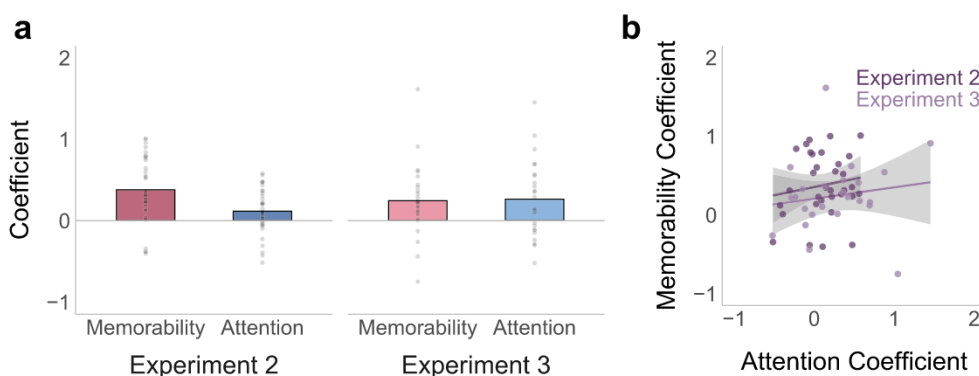 a
2
1
0
−1
Coefficient
Memorability Attention
Experiment 2
Memorability Attention
Experiment 3
b
2
1
0
−1
Memorability Coefficient
Experiment 2
Experiment 3
−1 0 1 2
Attention Coefficient